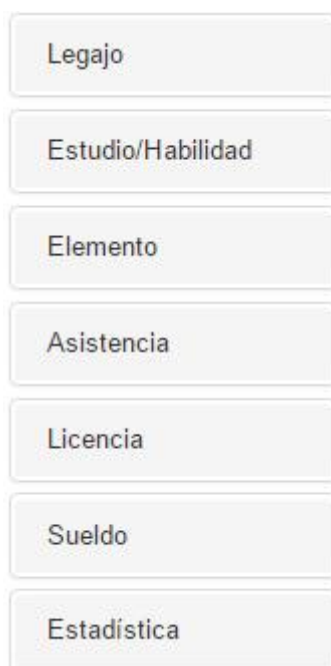 Legajo
Estudio/Habilidad
Elemento
Asistencia
Licencia
Sueldo
Estadística